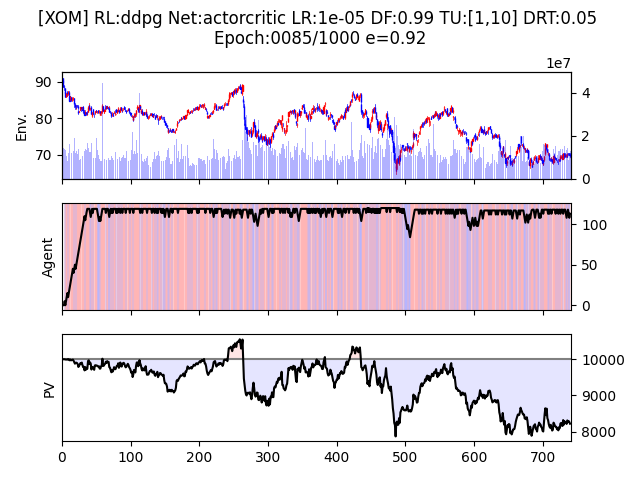 [XOM] RL:ddpg Net:actorcritic LR:1e-05 DF:0.99 TU:[1,10] DRT:0.05
Epoch:0085/1000 e=0.92
1e7
90
80
70
Env.
4
2
0
Agent
100
50
0
PV
10000
9000
8000
0 100 200 300 400 500 600 700